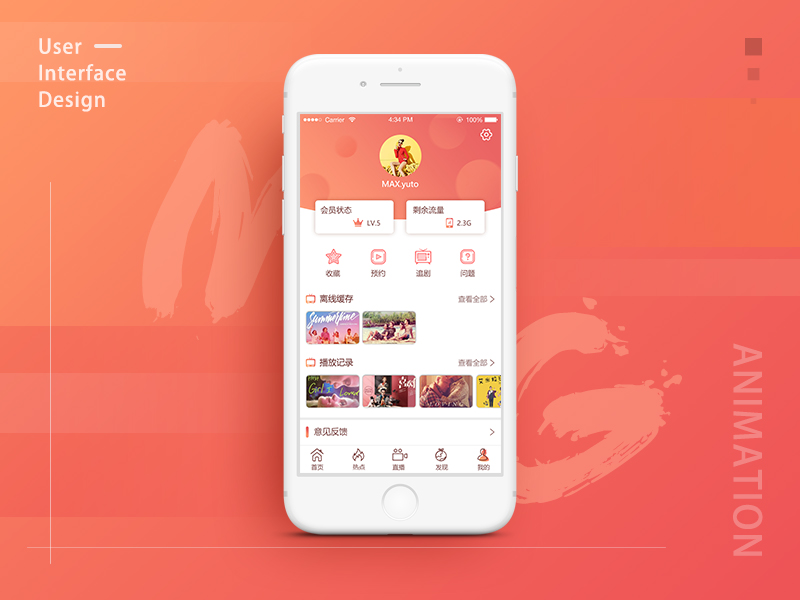 User
Interface
Design
Carrier
4:34 PM
100%
MAX.yuto
会员状态
LV.5
剩余流量
2.3G
收藏
预约
追剧
问题
离线缓存
查看全部
Summertime
播放记录
查看全部
意见反馈
首页
热点
直播
发现
我的
ANIMATION